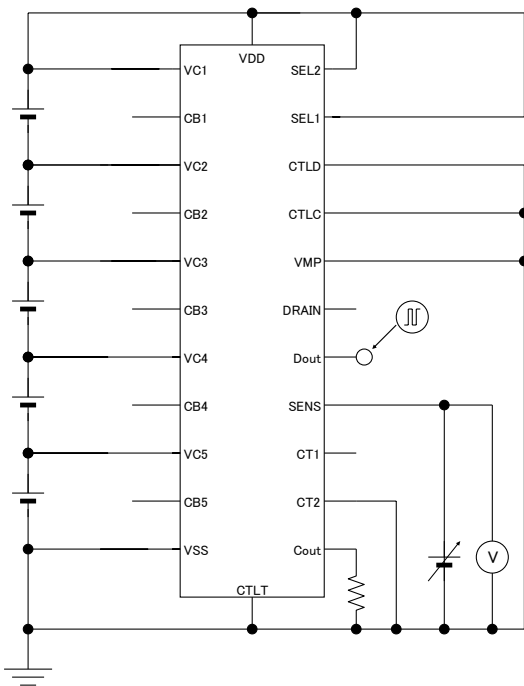 VDD
VC1
SEL2
CB1
SEL1
VC2
CTLD
CB2
CTLC
VC3
VMP
CB3
DRAIN
VC4
Dout
CB4
SENS
VC5
CT1
CB5
CT2
VSS
Cout
V
CTLT